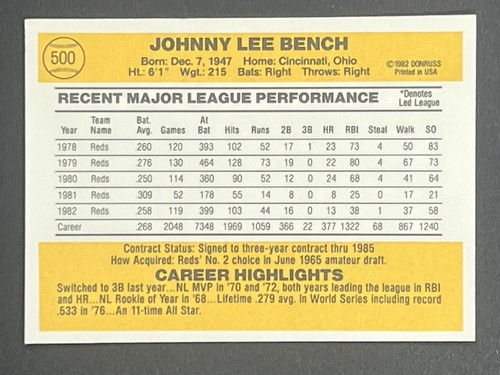 500
JOHNNY LEE BENCH
Born: Dec. 7, 1947 Home: Cincinnati, Ohio
Ht.: 6'1" Wgt.: 215 Bats: Right Throws: Right
©1982 DONRUSS
Printed in USA
RECENT MAJOR LEAGUE PERFORMANCE
*Denotes
Led League
Year Team Name Bat. Avg. Games At Bat Hits Runs 2B 3B HR RBI Steal Walk SO
1978 Reds .260 120 393 102 52 17 1 23 73 4 50 83
1979 Reds .276 130 464 128 73 19 0 22 80 4 67 73
1980 Reds .250 114 360 90 52 12 0 24 68 4 41 64
1981 Reds .309 52 178 55 14 8 0 8 25 0 17 21
1982 Reds .258 119 399 103 44 16 0 13 38 1 37 58
Career .268 2048 7348 1969 1059 366 22 377 1322 68 867 1240
Contract Status: Signed to three-year contract thru 1985
How Acquired: Reds' No. 2 choice in June 1965 amateur draft.
CAREER HIGHLIGHTS
Switched to 3B last year...NL MVP in '70 and '72, both years leading the league in RBI
and HR...NL Rookie of Year in '68...Lifetime .279 avg. in World Series including record
.533 in '76...An 11-time All Star.